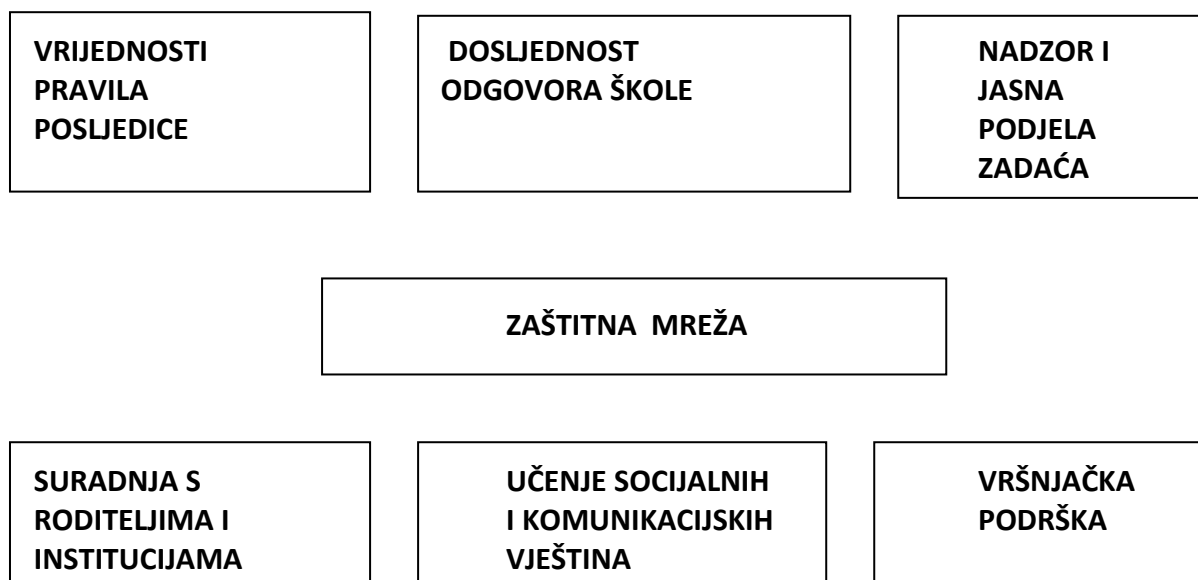 VRIJEDNOSTI
PRAVILA
POSLJEDICE
DOSLJEDNOST
ODGOVORA ŠKOLE
NADZOR I
JASNA
PODJELA
ZADAĆA
ZAŠTITNA MREŽA
SURADNJA S
RODITELJIMA I
INSTITUCIJAMA
UČENJE SOCIJALNIH
I KOMUNIKACIJSKIH
VJEŠTINA
VRŠNJAČKA
PODRŠKA